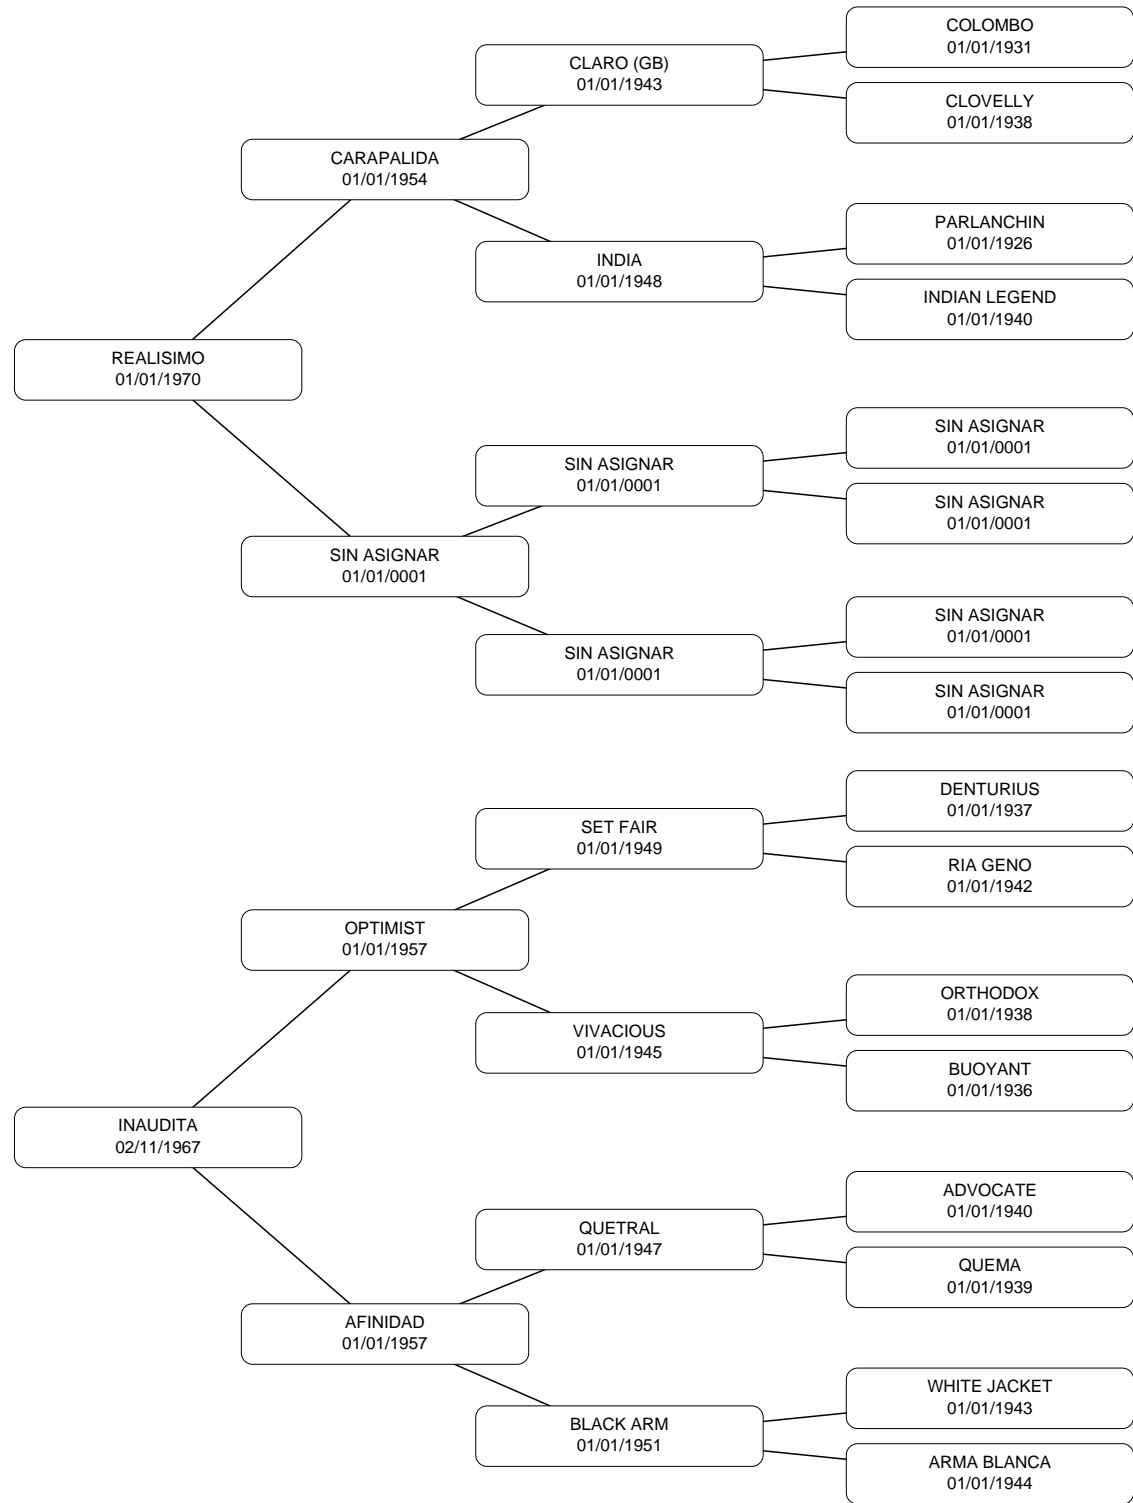 COLOMBO
01/01/1931
CLARO (GB)
01/01/1943
CLOVELLY
01/01/1938
CARAPALIDA
01/01/1954
PARLANCHIN
01/01/1926
INDIA
01/01/1948
INDIAN LEGEND
01/01/1940
REALISIMO
01/01/1970
SIN ASIGNAR
01/01/0001
SIN ASIGNAR
01/01/0001
SIN ASIGNAR
01/01/0001
SIN ASIGNAR
01/01/0001
SIN ASIGNAR
01/01/0001
SIN ASIGNAR
01/01/0001
SIN ASIGNAR
01/01/0001
DENTURIUS
01/01/1937
SET FAIR
01/01/1949
RIA GENO
01/01/1942
OPTIMIST
01/01/1957
ORTHODOX
01/01/1938
VIVACIOUS
01/01/1945
BUOYANT
01/01/1936
INAUDITA
02/11/1967
ADVOCATE
01/01/1940
QUETRAL
01/01/1947
QUEMA
01/01/1939
AFINIDAD
01/01/1957
WHITE JACKET
01/01/1943
BLACK ARM
01/01/1951
ARMA BLANCA
01/01/1944